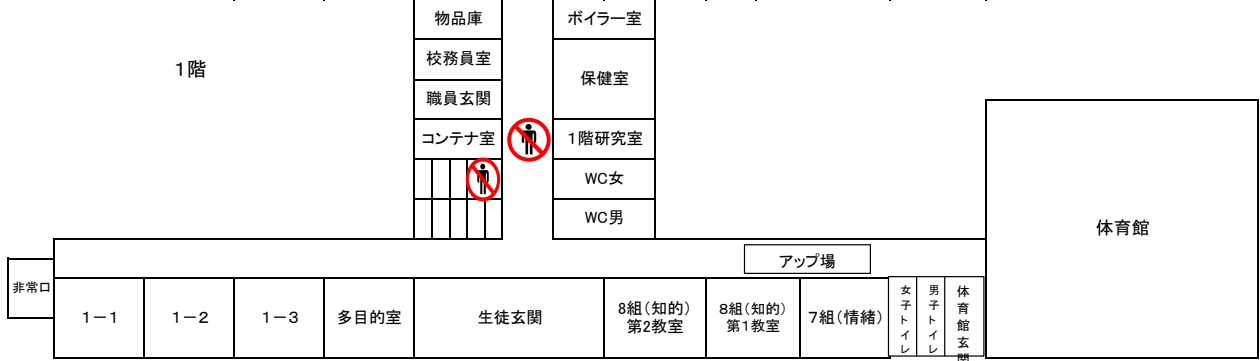 物品庫
ボイラー室
1階
校務員室
保健室
職員玄関
コンテナ室
1階研究室
WC女
WC男
体育館
アップ場
非常口
1－1
1－2
1－3
多目的室
生徒玄関
8組(知的)
第2教室
8組(知的)
第1教室
7組(情緒)
女子トイレ
男子トイレ
体育館玄関